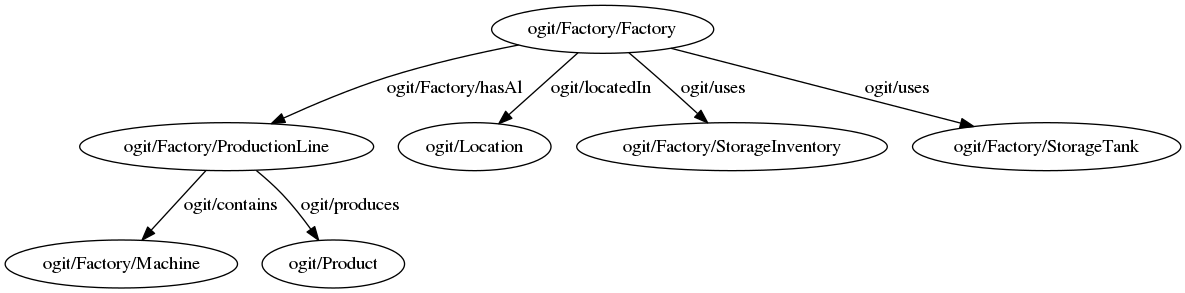 ogit/Factory/Factory
ogit/Factory/hasAl
ogit/locatedIn
ogit/uses
ogit/uses
ogit/Factory/ProductionLine
ogit/Location
ogit/Factory/StorageInventory
ogit/Factory/StorageTank
ogit/contains
ogit/produces
ogit/Factory/Machine
ogit/Product